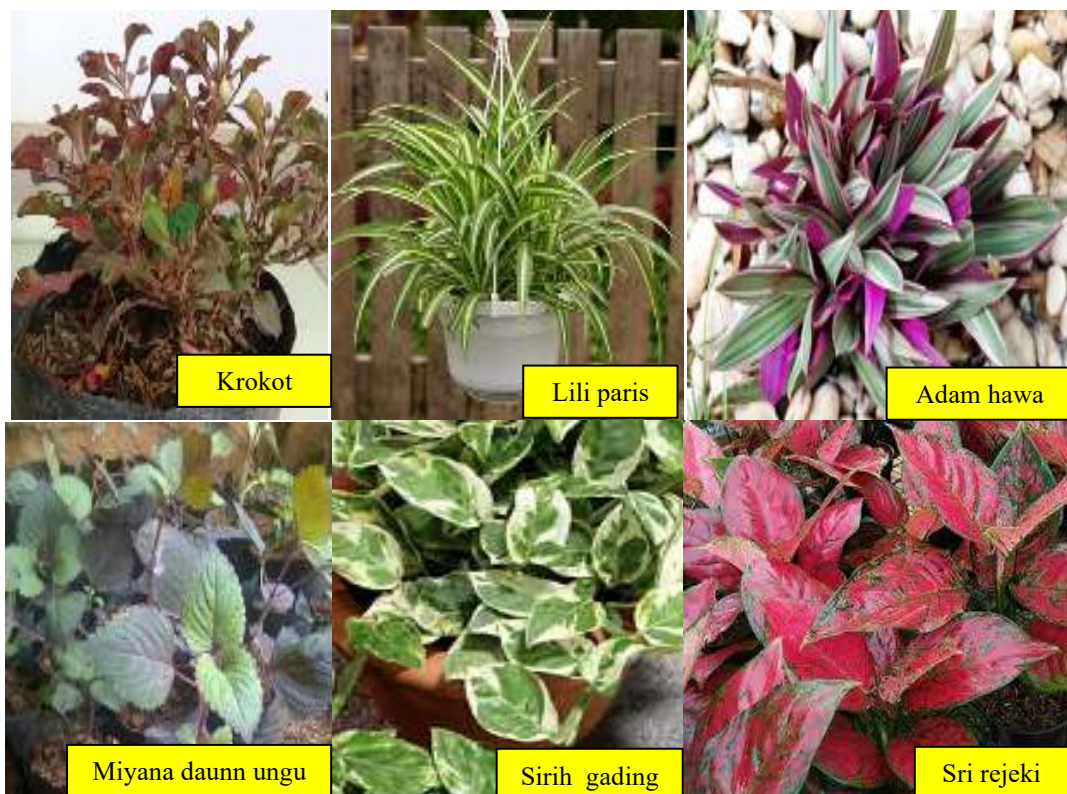 Krokot
Lili paris
Adam hawa
Miyana daunn ungu
Sirih gading
Sri rejeki